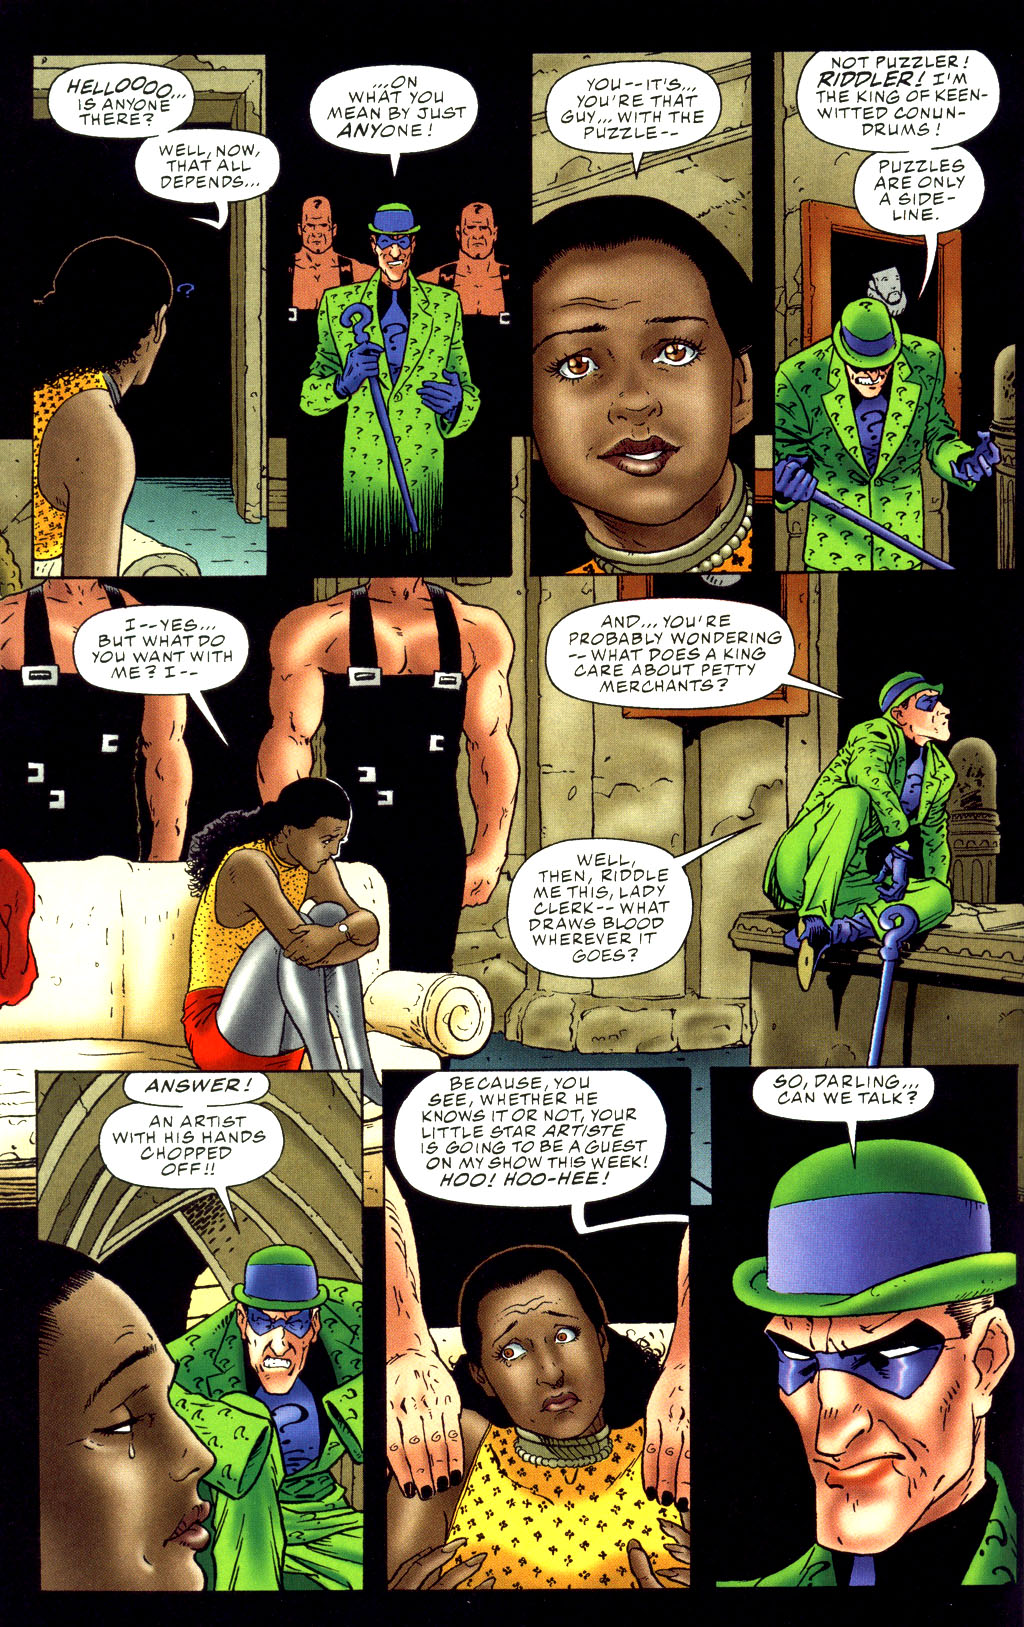 HELLOOOO...
IS ANYONE
THERE?
WELL, NOW,
THAT ALL
DEPENDS...
?
...ON
WHAT YOU
MEAN BY JUST
ANYONE!
YOU--IT'S...
YOU'RE THAT
GUY... WITH THE
PUZZLE--
NOT PUZZLER!
RIDDLER! I'M
THE KING OF KEEN-
WITTED CONUN-
DRUMS!
PUZZLES
ARE ONLY
A SIDE-
LINE.
I--YES...
BUT WHAT DO
YOU WANT WITH
ME? I--
AND... YOU'RE
PROBABLY WONDERING
--WHAT DOES A KING
CARE ABOUT PETTY
MERCHANTS?
WELL,
THEN, RIDDLE
ME THIS, LADY
CLERK--WHAT
DRAWS BLOOD
WHEREVER IT
GOES?
ANSWER!
AN ARTIST
WITH HIS HANDS
CHOPPED
OFF!!
BECAUSE, YOU
SEE, WHETHER HE
KNOWS IT OR NOT, YOUR
LITTLE STAR ARTISTE
IS GOING TO BE A GUEST
ON MY SHOW THIS WEEK!
HOO! HOO-HEE!
SO, DARLING...
CAN WE TALK?